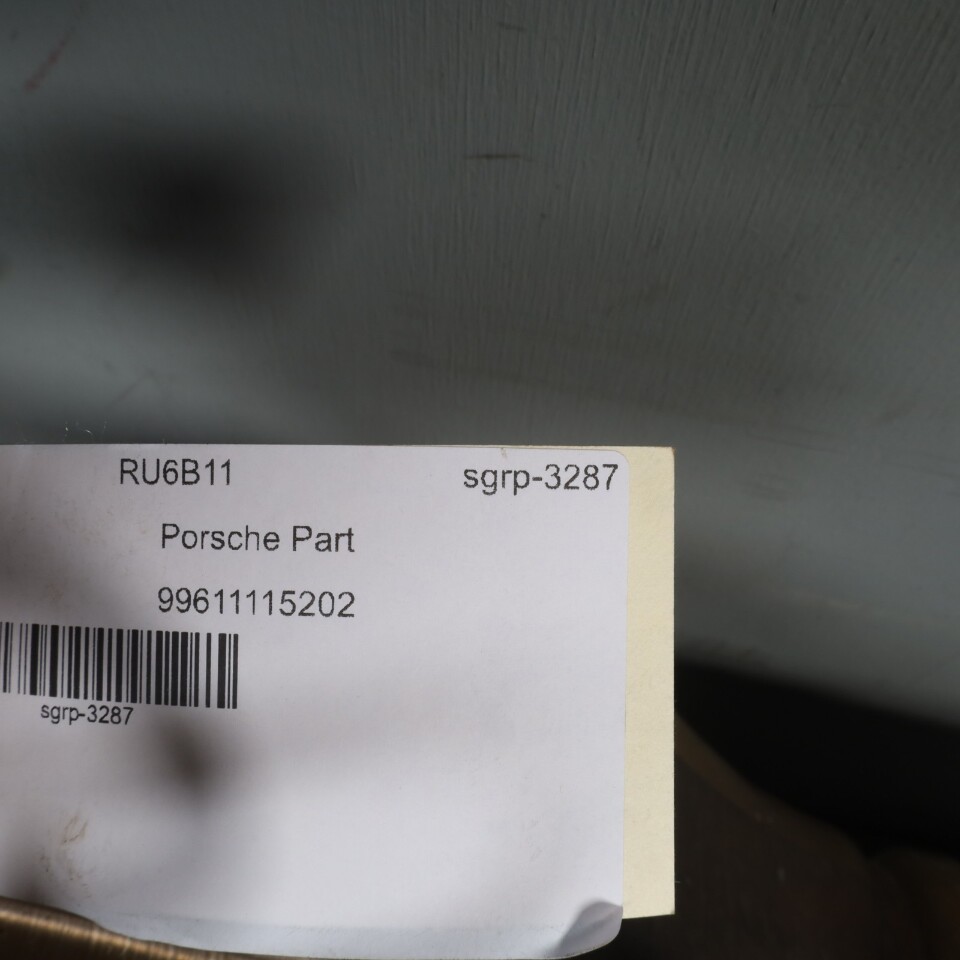 RU6B11 sgrp-3287
Porsche Part
99611115202
sgrp-3287